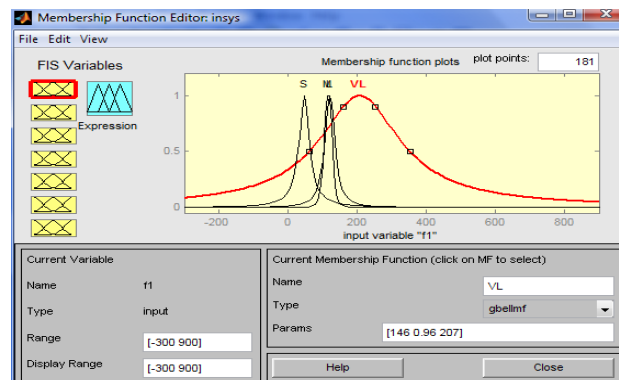 Membership Function Editor: insys
File Edit View
FIS Variables
Expression
Membership function plots
plot points:
181
S
VL
1
0.5
0
-200
0
200
400
600
800
input variable "f1"
Current Variable
Name f1
Type input
Range [-300 900]
Display Range [-300 900]
Current Membership Function (click on MF to select)
Name VL
Type gbellmf
Params [146 0.96 207]
Help
Close